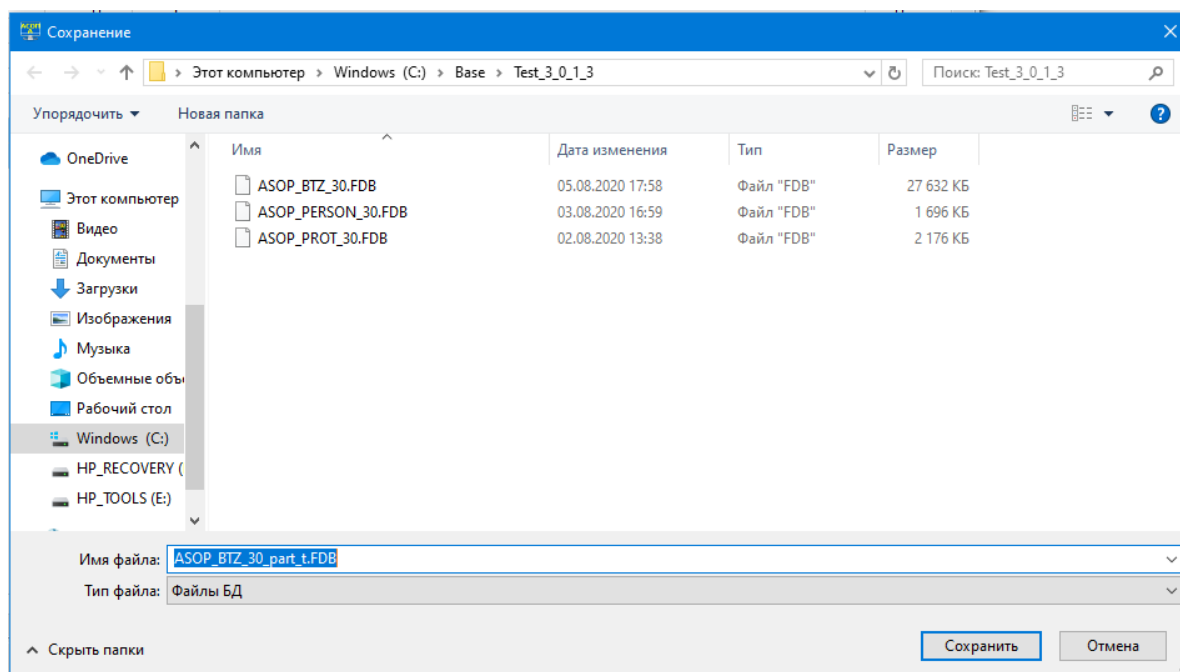 Сохранение
Этот компьютер › Windows (C:) › Base › Test_3_0_1_3
Поиск: Test_3_0_1_3
Упорядочить Новая папка
Имя Дата изменения Тип Размер
ASOP_BTZ_30.FDB 05.08.2020 17:58 Файл "FDB" 27 632 КБ
ASOP_PERSON_30.FDB 03.08.2020 16:59 Файл "FDB" 1 696 КБ
ASOP_PROT_30.FDB 02.08.2020 13:38 Файл "FDB" 2 176 КБ
OneDrive
Этот компьютер
Видео
Документы
Загрузки
Изображения
Музыка
Объемные объ
Рабочий стол
Windows (C:)
HP_RECOVERY (
HP_TOOLS (E:)
Имя файла: ASOP_BTZ_30_part_t.FDB
Тип файла: Файлы БД
Скрыть папки
Сохранить Отмена